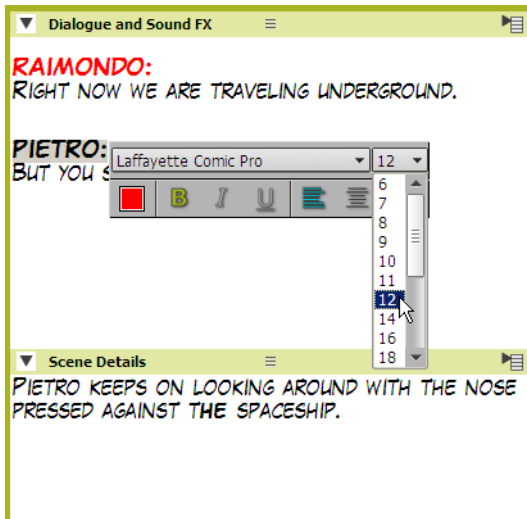 Dialogue and Sound FX
RAIMONDO:
RIGHT NOW WE ARE TRAVELING UNDERGROUND.
PIETRO:
BUT YOU S
Laffayette Comic Pro 12
B I U
6
7
8
9
10
11
12
14
16
18
Scene Details
PIETRO KEEPS ON LOOKING AROUND WITH THE NOSE
PRESSED AGAINST THE SPACESHIP.